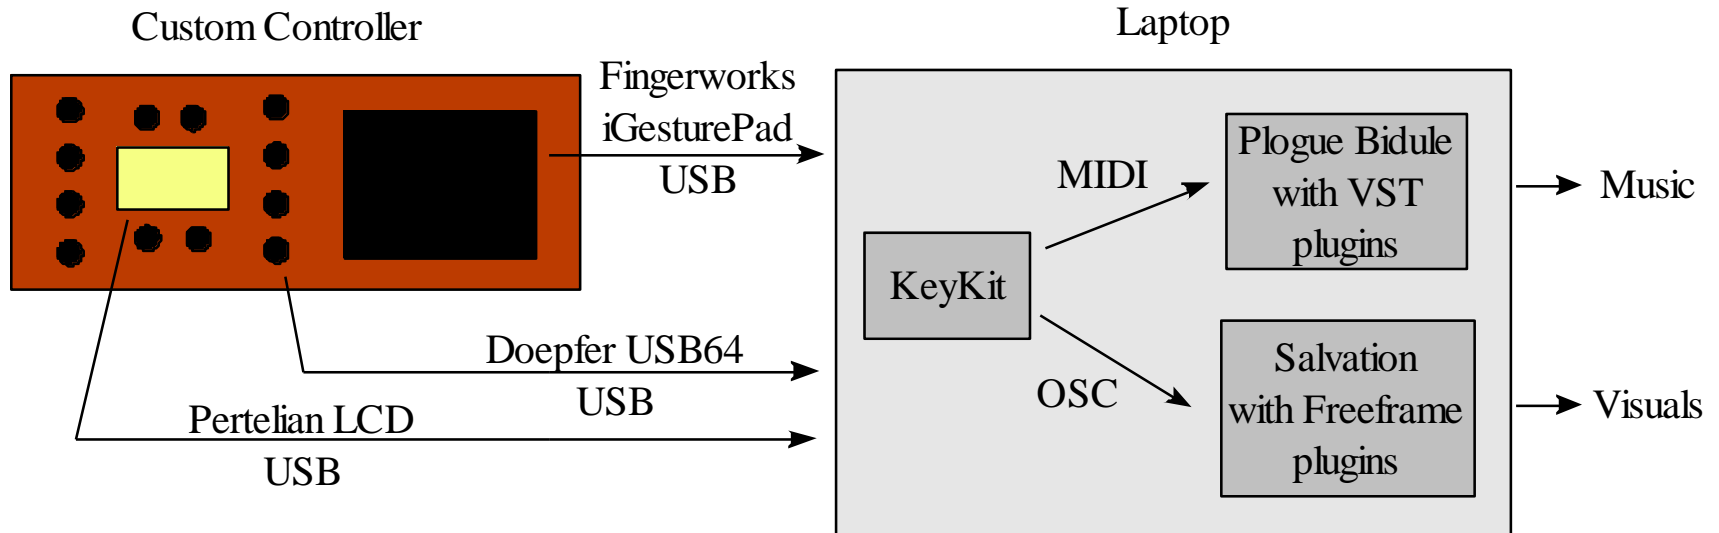 Custom Controller
Laptop
Fingerworks
iGesturePad
USB
Doepfer USB64
USB
Pertelian LCD
USB
KeyKit
MIDI
OSC
Plogue Bidule
with VST
plugins
Salvation
with Freeframe
plugins
Music
Visuals